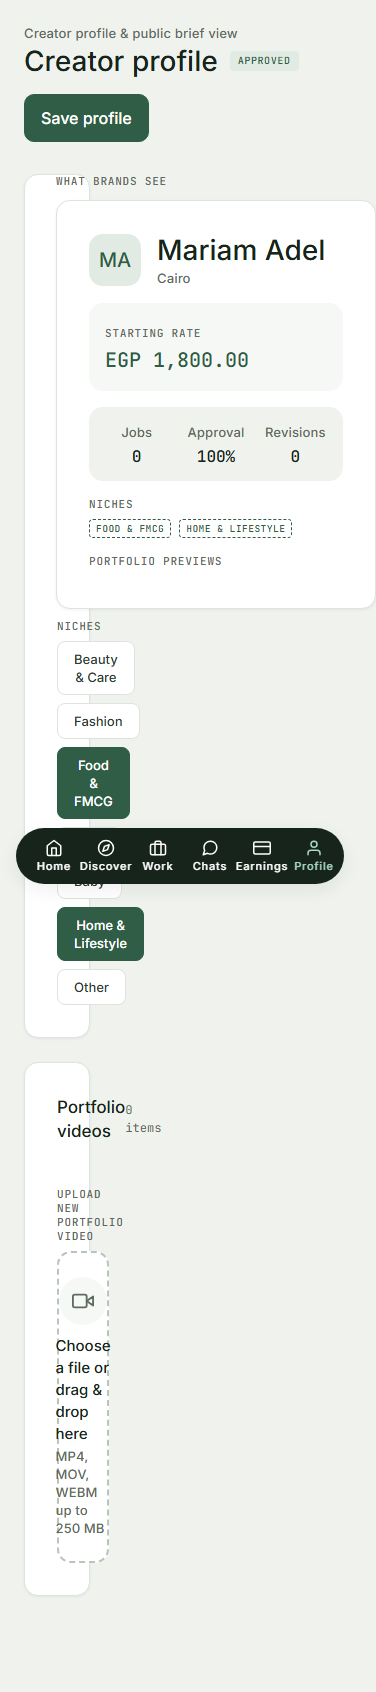 Creator profile & public brief view
Creator profile APPROVED
Save profile
WHAT BRANDS SEE
MA
Mariam Adel
Cairo
STARTING RATE
EGP 1,800.00
Jobs Approval Revisions
0 100% 0
NICHES
FOOD & FMCG HOME & LIFESTYLE
PORTFOLIO PREVIEWS
NICHES
Beauty
& Care
Fashion
Food
&
FMCG
Home Discover Work Chats Earnings Profile
Baby
Home &
Lifestyle
Other
Portfolio 0
videos items
UPLOAD
NEW
PORTFOLIO
VIDEO
Choose
a file or
drag &
drop
here
MP4,
MOV,
WEBM
up to
250 MB